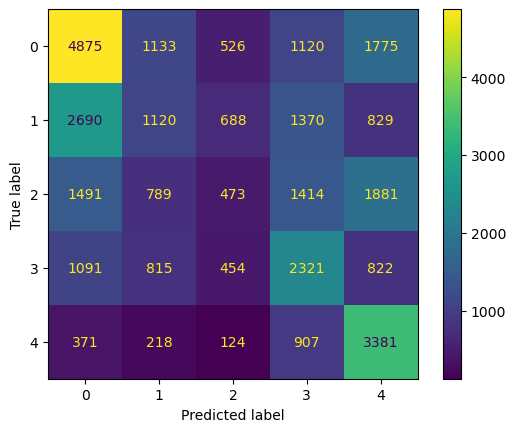 0 4875 1133 526 1120 1775
1 2690 1120 688 1370 829
2 1491 789 473 1414 1881
3 1091 815 454 2321 822
4 371 218 124 907 3381
0 1 2 3 4
Predicted label
True label
4000
3000
2000
1000